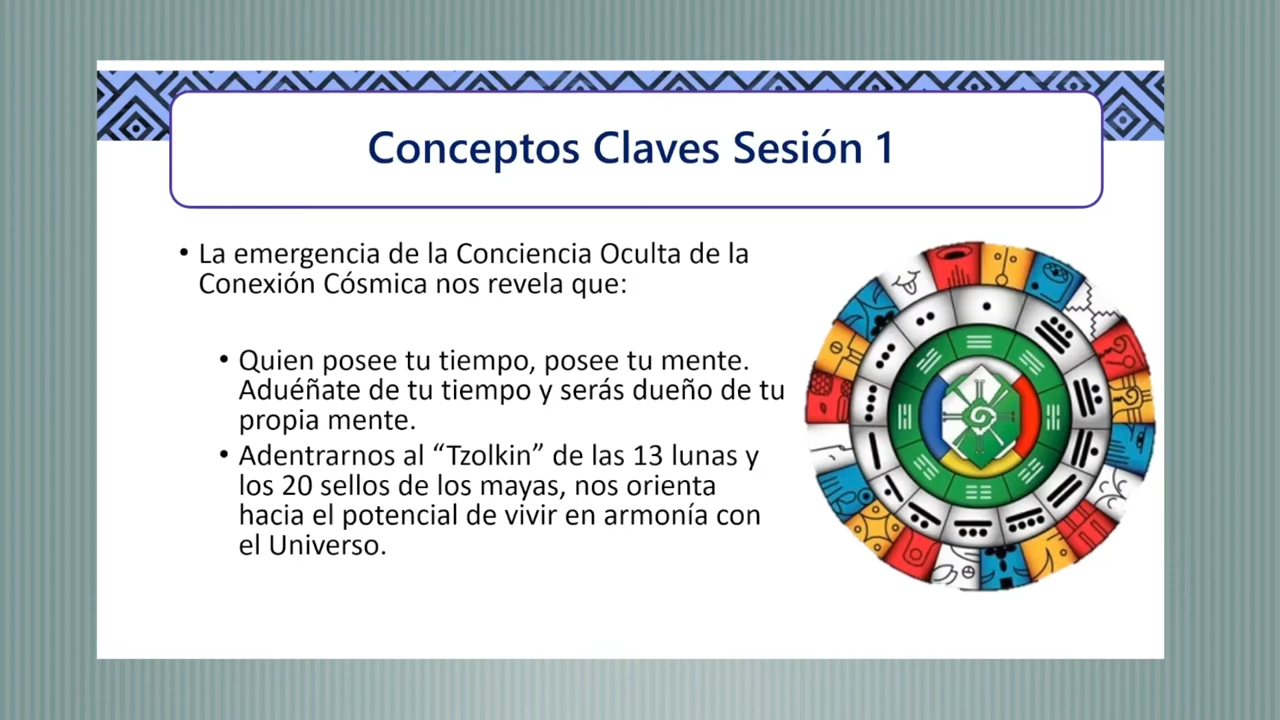 Conceptos Claves Sesión 1
• La emergencia de la Conciencia Oculta de la
Conexión Cósmica nos revela que:
• Quien posee tu tiempo, posee tu mente.
Aduéñate de tu tiempo y serás dueño de tu
propia mente.
• Adentrarnos al “Tzolkin” de las 13 lunas y
los 20 sellos de los mayas, nos orienta
hacia el potencial de vivir en armonía con
el Universo.